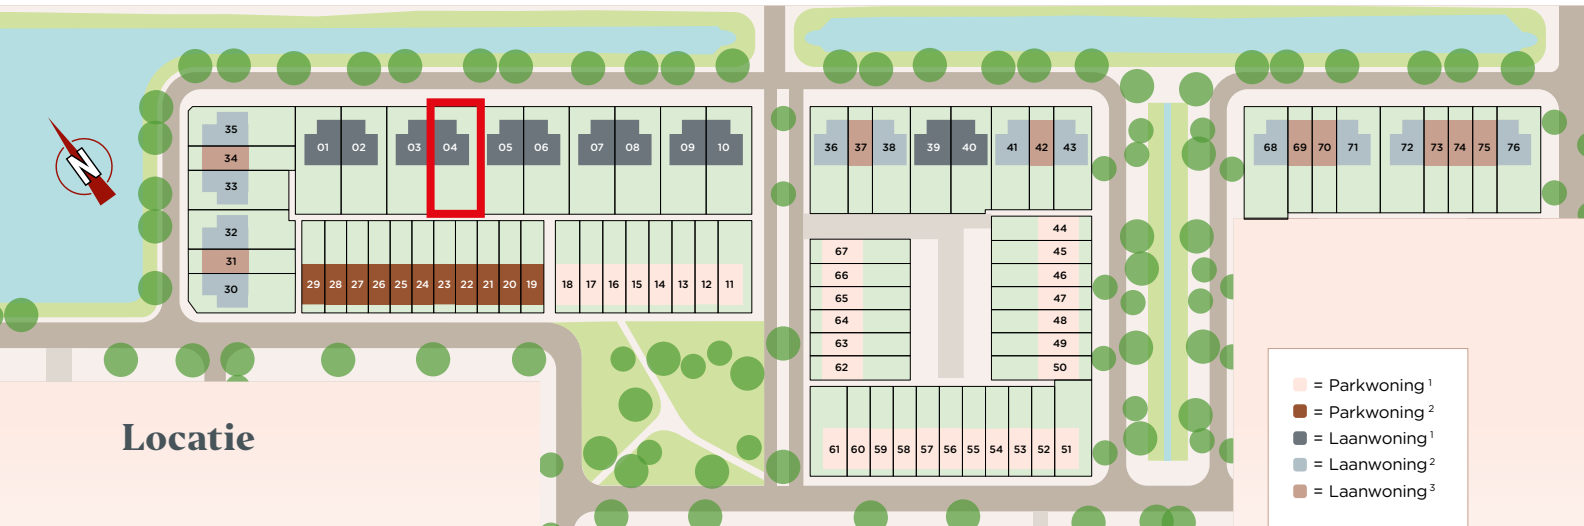 35
34
33
32
31
30
01 02 03 04 05 06 07 08 09 10
29 28 27 26 25 24 23 22 21 20 19 18 17 16 15 14 13 12 11
N
36 37 38 39 40 41 42 43
44
45
46
47
48
49
50
67
66
65
64
63
62
61 60 59 58 57 56 55 54 53 52 51
68 69 70 71 72 73 74 75 76
Locatie
= Parkwoning ¹
= Parkwoning ²
= Laanwoning ¹
= Laanwoning ²
= Laanwoning ³